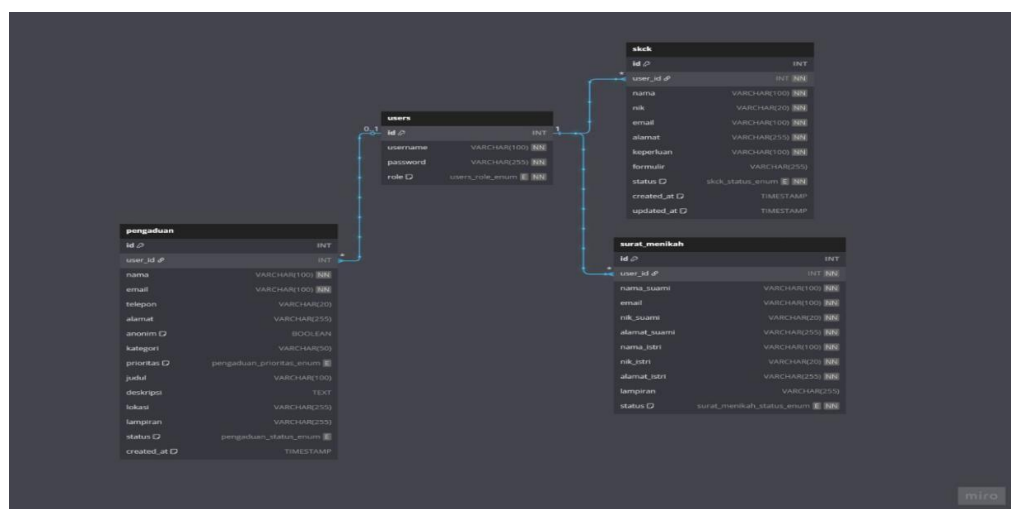 users
0..1 id INT 1
username VARCHAR(100) NN
password VARCHAR(255) NN
role users_role_enum E NN
skck
id INT
* user_id INT NN
nama VARCHAR(100) NN
nik VARCHAR(20) NN
email VARCHAR(100) NN
alamat VARCHAR(255) NN
keperluan VARCHAR(100) NN
formulir VARCHAR(255)
status skck_status_enum E NN
created_at TIMESTAMP
updated_at TIMESTAMP
pengaduan
id INT
user_id INT *
nama VARCHAR(100) NN
email VARCHAR(100) NN
telepon VARCHAR(20)
alamat VARCHAR(255)
anonim BOOLEAN
kategori VARCHAR(50)
prioritas pengaduan_prioritas_enum E
judul VARCHAR(100)
deskripsi TEXT
lokasi VARCHAR(255)
lampiran VARCHAR(255)
status pengaduan_status_enum E
created_at TIMESTAMP
surat_menikah
id INT
* user_id INT NN
nama_suami VARCHAR(100) NN
email VARCHAR(100) NN
nik_suami VARCHAR(20) NN
alamat_suami VARCHAR(255) NN
nama_istri VARCHAR(100) NN
nik_istri VARCHAR(20) NN
alamat_istri VARCHAR(255) NN
lampiran VARCHAR(255)
status surat_menikah_status_enum E NN
miro